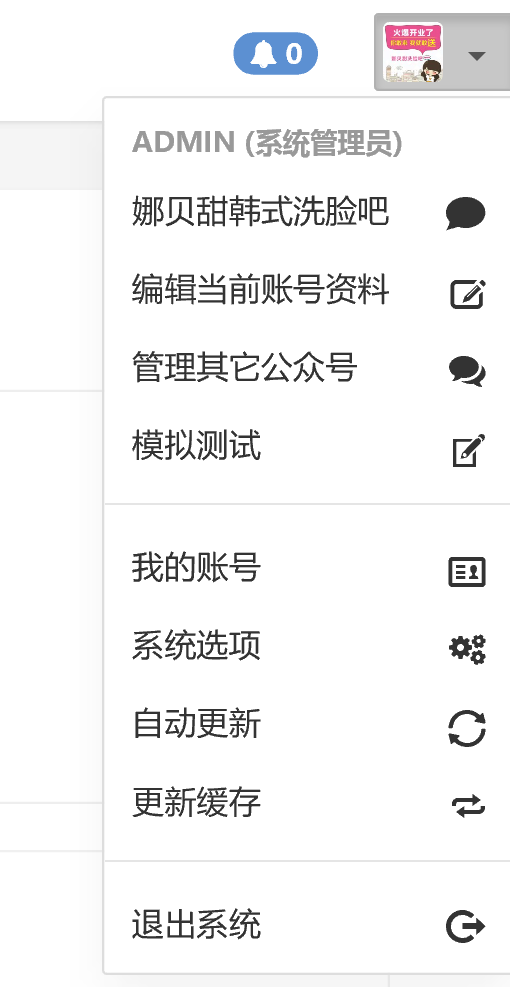 0
火爆开业了
ADMIN (系统管理员)
娜贝甜韩式洗脸吧
编辑当前账号资料
管理其它公众号
模拟测试
我的账号
系统选项
自动更新
更新缓存
退出系统